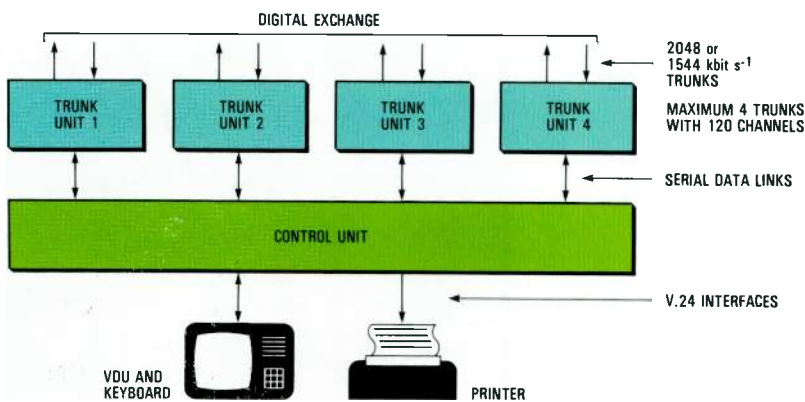 DIGITAL EXCHANGE
2048 or
1544 kbit s-1
TRUNKS
TRUNK
UNIT 1
TRUNK
UNIT 2
TRUNK
UNIT 3
TRUNK
UNIT 4
MAXIMUM 4 TRUNKS
WITH 120 CHANNELS
SERIAL DATA LINKS
CONTROL UNIT
V.24 INTERFACES
VDU AND
KEYBOARD
PRINTER